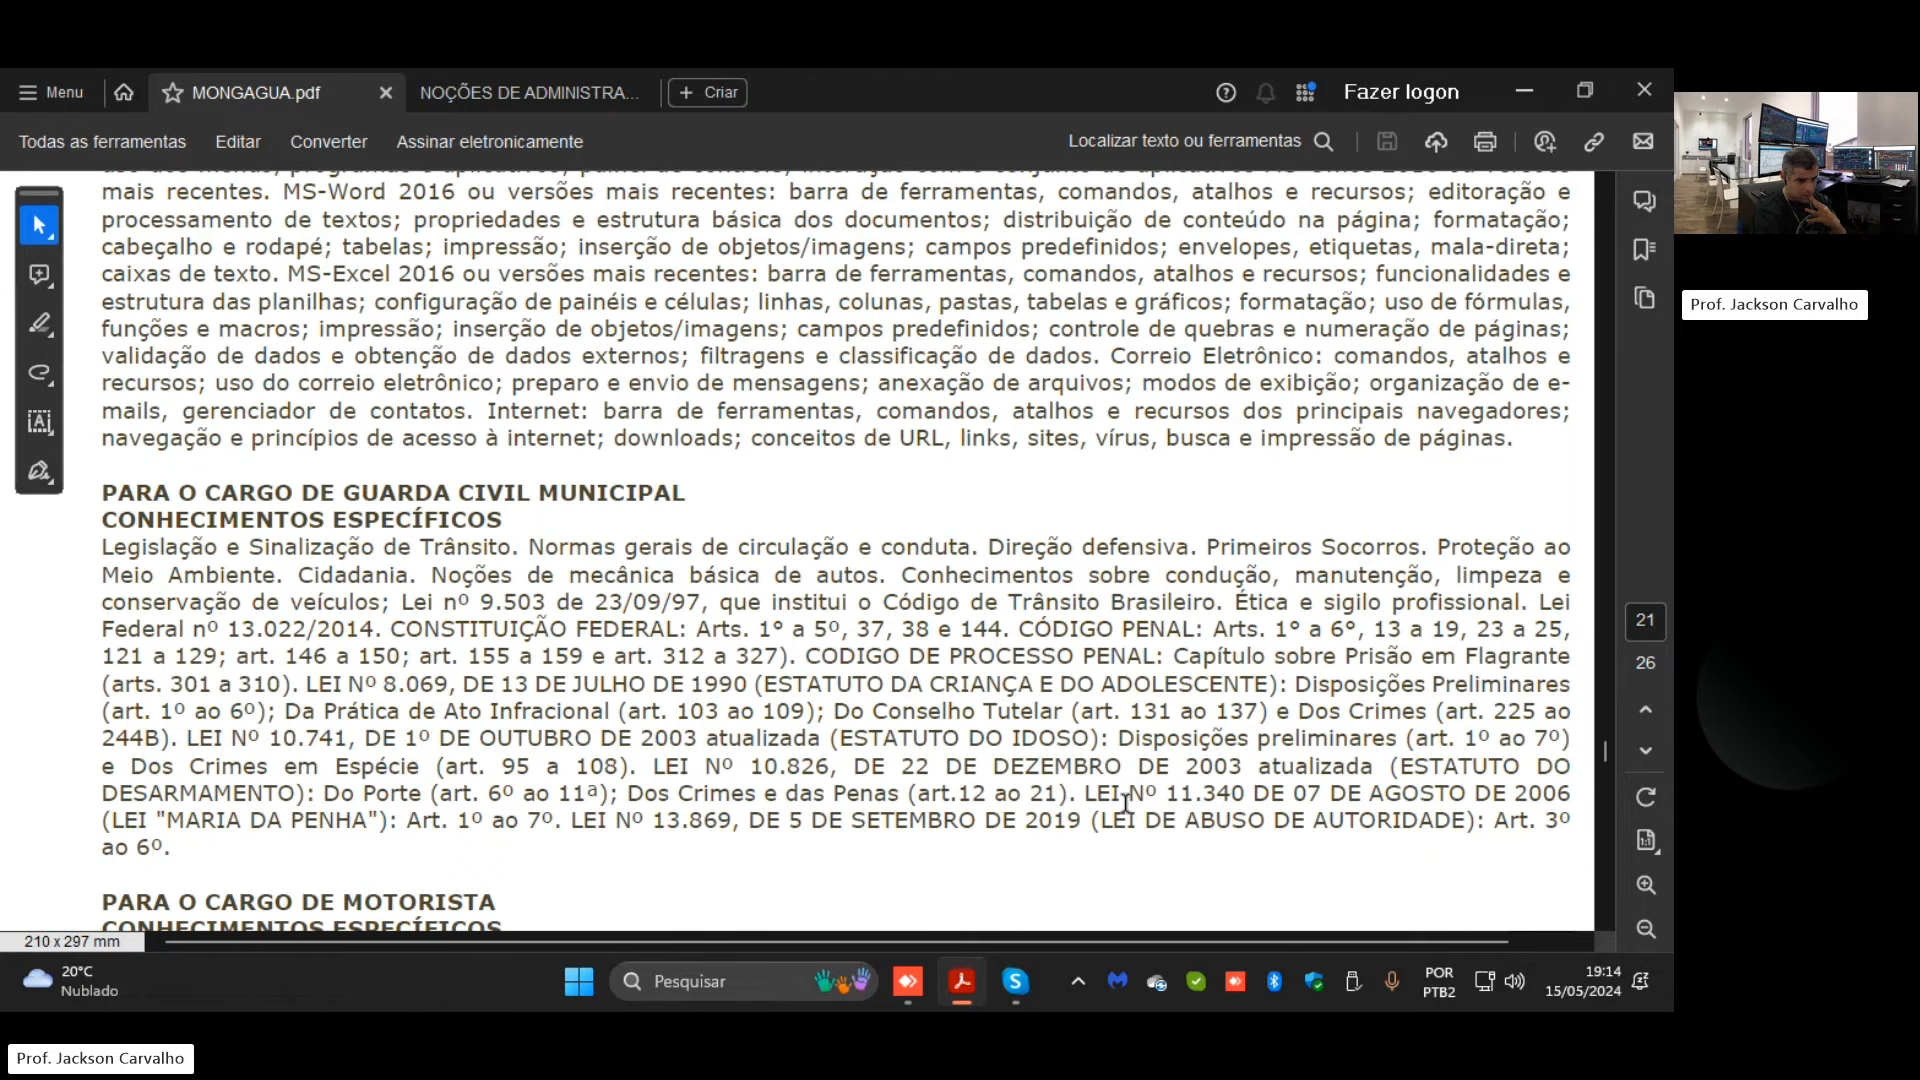 Menu
MONGAGUA.pdf
NOÇÕES DE ADMINISTRA...
Criar
Fazer logon
Todas as ferramentas
Editar
Converter
Assinar eletronicamente
Localizar texto ou ferramentas
mais recentes. MS-Word 2016 ou versões mais recentes: barra de ferramentas, comandos, atalhos e recursos; editoração e
processamento de textos; propriedades e estrutura básica dos documentos; distribuição de conteúdo na página; formatação;
cabeçalho e rodapé; tabelas; impressão; inserção de objetos/imagens; campos predefinidos; envelopes, etiquetas, mala-direta;
caixas de texto. MS-Excel 2016 ou versões mais recentes: barra de ferramentas, comandos, atalhos e recursos; funcionalidades e
estrutura das planilhas; configuração de painéis e células; linhas, colunas, pastas, tabelas e gráficos; formatação; uso de fórmulas,
funções e macros; impressão; inserção de objetos/imagens; campos predefinidos; controle de quebras e numeração de páginas;
validação de dados e obtenção de dados externos; filtragens e classificação de dados. Correio Eletrônico: comandos, atalhos e
recursos; uso do correio eletrônico; preparo e envio de mensagens; anexação de arquivos; modos de exibição; organização de e-
mails, gerenciador de contatos. Internet: barra de ferramentas, comandos, atalhos e recursos dos principais navegadores;
navegação e princípios de acesso à internet; downloads; conceitos de URL, links, sites, vírus, busca e impressão de páginas.
PARA O CARGO DE GUARDA CIVIL MUNICIPAL
CONHECIMENTOS ESPECÍFICOS
Legislação e Sinalização de Trânsito. Normas gerais de circulação e conduta. Direção defensiva. Primeiros Socorros. Proteção ao
Meio Ambiente. Cidadania. Noções de mecânica básica de autos. Conhecimentos sobre condução, manutenção, limpeza e
conservação de veículos; Lei nº 9.503 de 23/09/97, que institui o Código de Trânsito Brasileiro. Ética e sigilo profissional. Lei
Federal nº 13.022/2014. CONSTITUIÇÃO FEDERAL: Arts. 1° a 5º, 37, 38 e 144. CÓDIGO PENAL: Arts. 1° a 6°, 13 a 19, 23 a 25,
121 a 129; art. 146 a 150; art. 155 a 159 e art. 312 a 327). CODIGO DE PROCESSO PENAL: Capítulo sobre Prisão em Flagrante
(arts. 301 a 310). LEI Nº 8.069, DE 13 DE JULHO DE 1990 (ESTATUTO DA CRIANÇA E DO ADOLESCENTE): Disposições Preliminares
(art. 1º ao 6º); Da Prática de Ato Infracional (art. 103 ao 109); Do Conselho Tutelar (art. 131 ao 137) e Dos Crimes (art. 225 ao
244B). LEI Nº 10.741, DE 1º DE OUTUBRO DE 2003 atualizada (ESTATUTO DO IDOSO): Disposições preliminares (art. 1º ao 7º)
e Dos Crimes em Espécie (art. 95 a 108). LEI Nº 10.826, DE 22 DE DEZEMBRO DE 2003 atualizada (ESTATUTO DO
DESARMAMENTO): Do Porte (art. 6º ao 11ª); Dos Crimes e das Penas (art.12 ao 21). LEI Nº 11.340 DE 07 DE AGOSTO DE 2006
(LEI "MARIA DA PENHA"): Art. 1º ao 7º. LEI Nº 13.869, DE 5 DE SETEMBRO DE 2019 (LEI DE ABUSO DE AUTORIDADE): Art. 3º
ao 6º.
PARA O CARGO DE MOTORISTA
CONHECIMENTOS ESPECÍFICOS
21
26
210 x 297 mm
20°C
Nublado
Pesquisar
POR
PTB2
19:14
15/05/2024
Prof. Jackson Carvalho
Prof. Jackson Carvalho